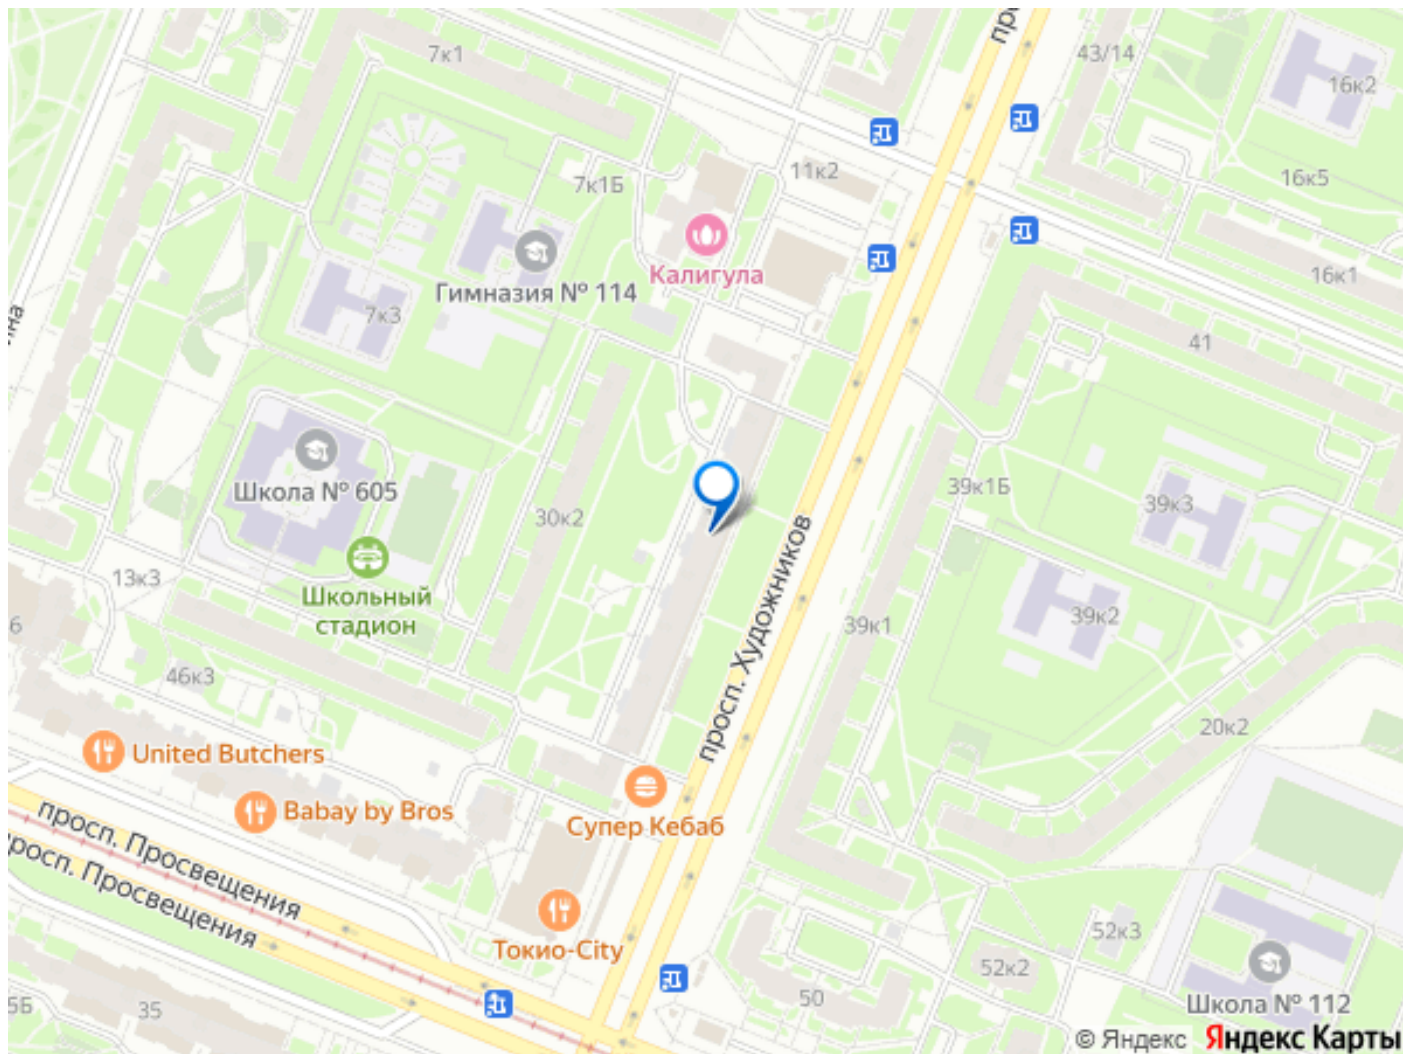 7к1
43/14
16к2
11к2
7к1Б
16к5
Калигула
Гимназия № 114
16к1
7к3
41
Школа № 605
39к1Б
39к3
30к2
13к3
Школьный
стадион
39к1
39к2
6
46к3
просп. Художников
20к2
United Butchers
Babay by Bros
Супер Кебаб
просп. Просвещения
просп. Просвещения
Токио-City
52к3
52к2
50
35
5Б
Школа № 112
© Яндекс Яндекс Карты